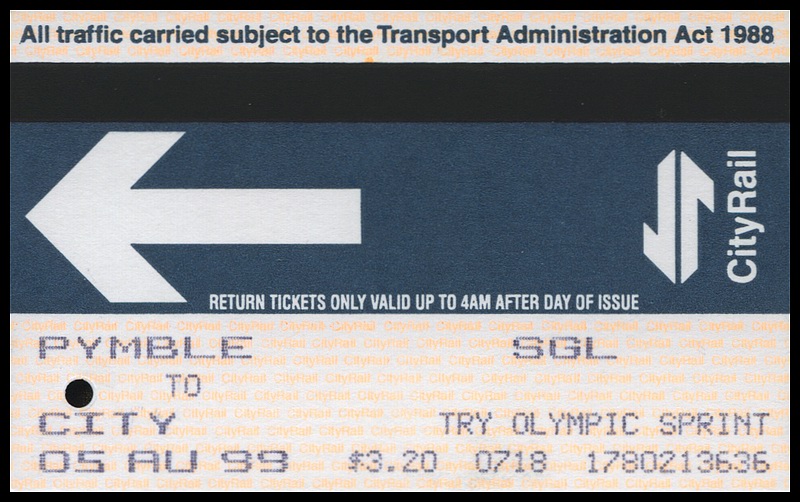 All traffic carried subject to the Transport Administration Act 1988
CityRail
RETURN TICKETS ONLY VALID UP TO 4AM AFTER DAY OF ISSUE
PYMBLE SGL
TO
CITY TRY OLYMPIC SPRINT
05 AU 99 $3.20 0718 1780213636